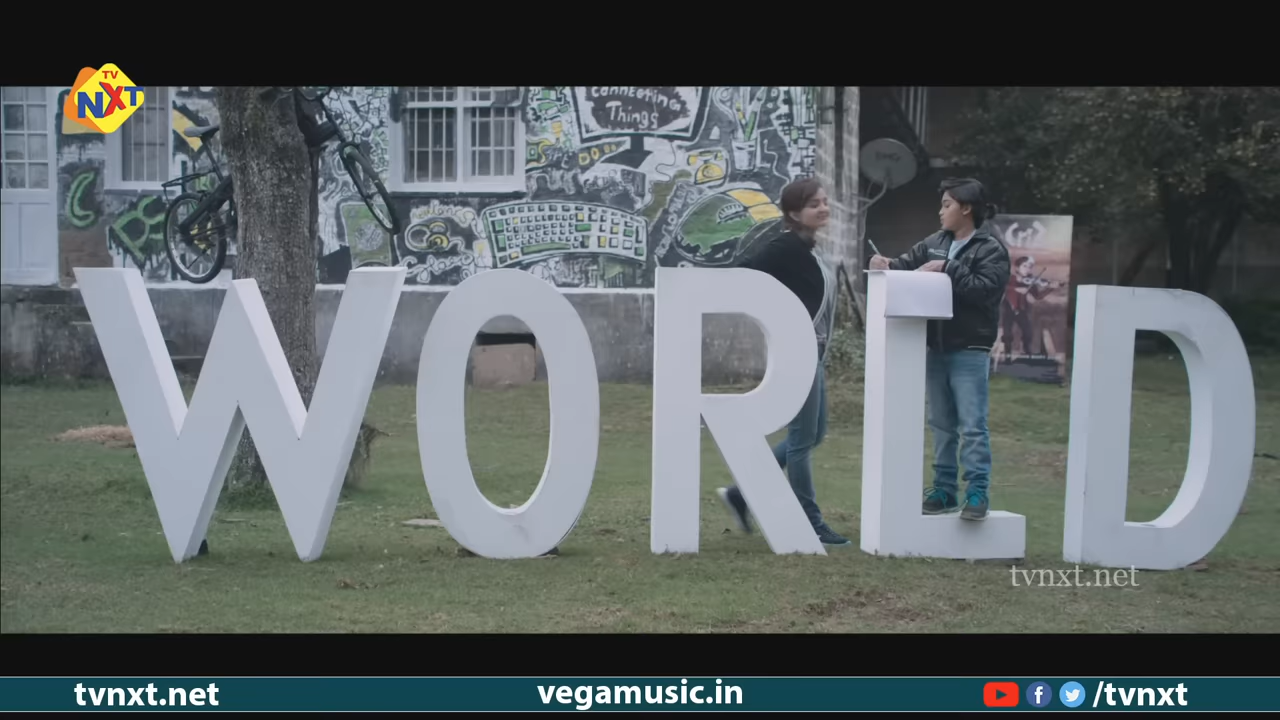 TV
NXT
Connecting
Things
WORLD
tvnxt.net
tvnxt.net
vegamusic.in
/tvnxt